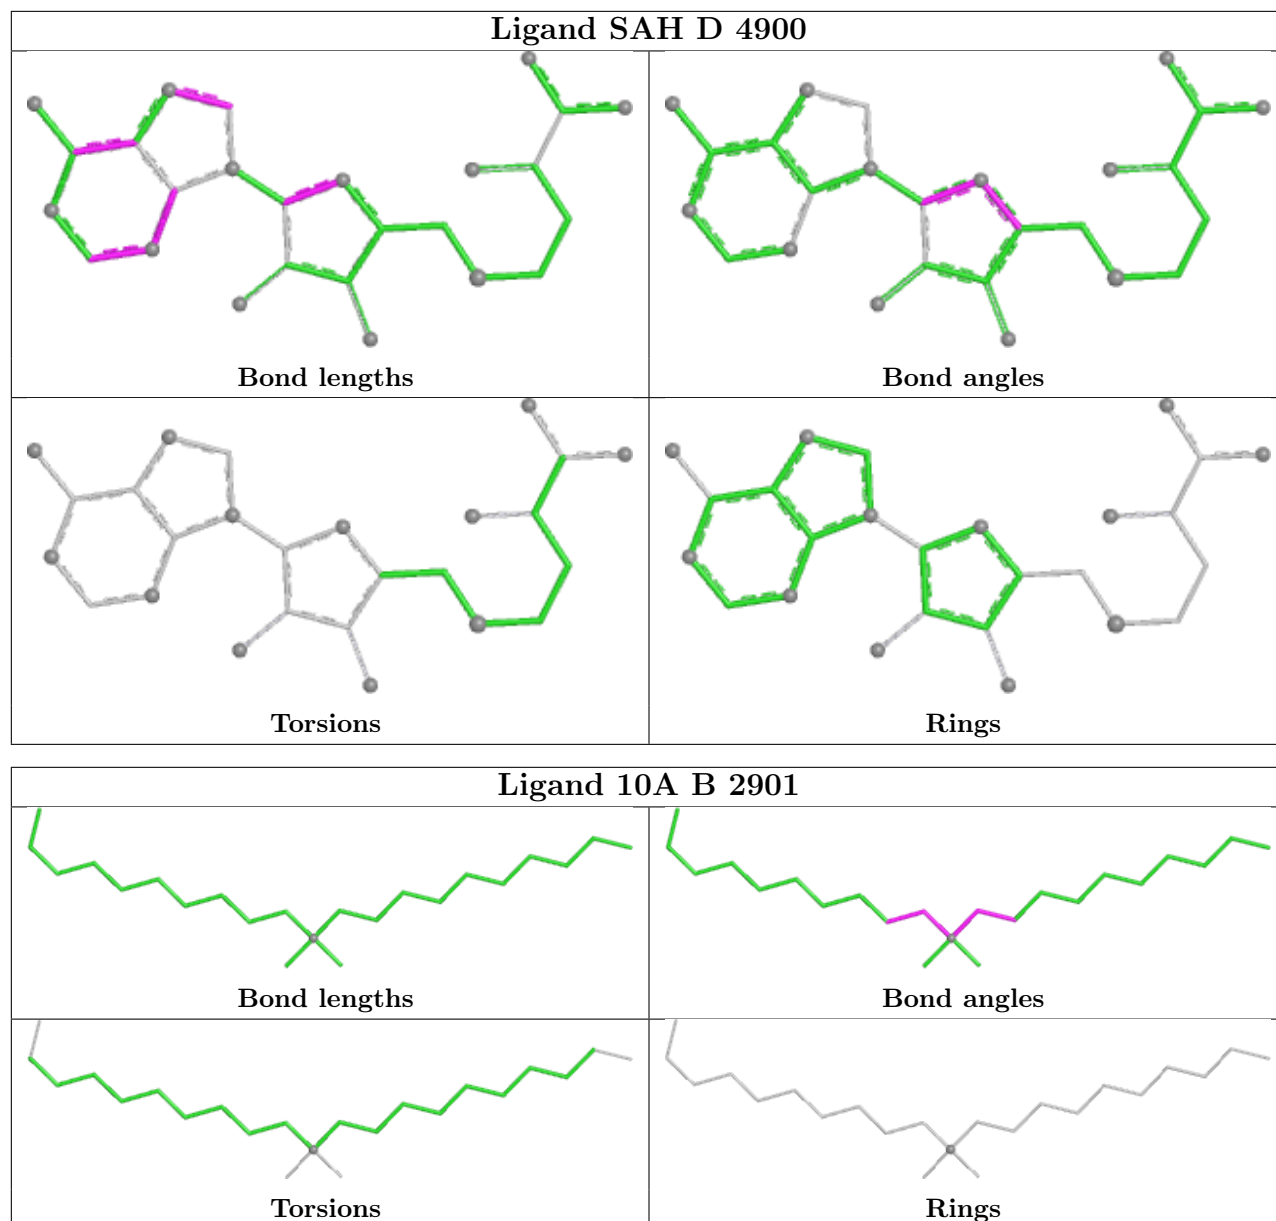 Ligand SAH D 4900
Bond lengths
Bond angles
Torsions
Rings
Ligand 10A B 2901
Bond lengths
Bond angles
Torsions
Rings